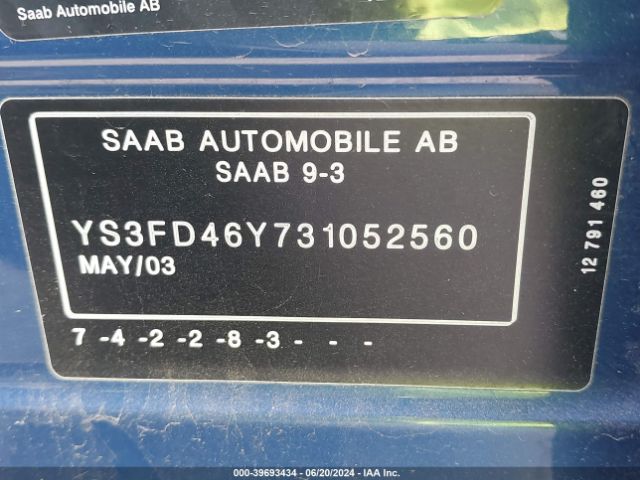 Saab Automobile AB
SAAB AUTOMOBILE AB
SAAB 9-3
YS3FD46Y731052560
MAY/03
7 -4 -2 -2 -8 -3 - - -
12 791 460
000-39693434 - 06/20/2024 - IAA Inc.